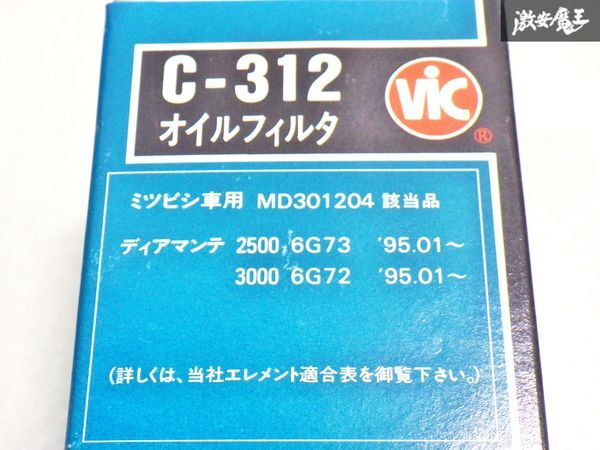 激安魔王
C-312
オイルフィルタ
VIC
®
ミツビシ車用 MD301204 該当品
ディアマンテ 2500 6G73 '95.01～
3000 6G72 '95.01～
(詳しくは、当社エレメント適合表を御覧下さい。)